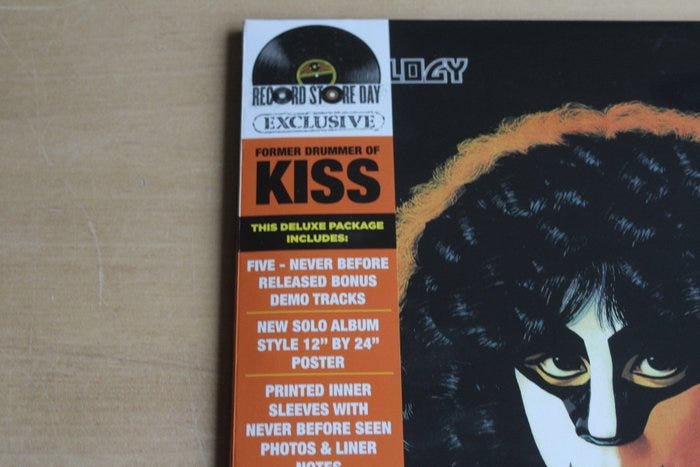 RECORD STORE DAY
EXCLUSIVE
LOGY
FORMER DRUMMER OF
KISS
THIS DELUXE PACKAGE
INCLUDES:
FIVE - NEVER BEFORE
RELEASED BONUS
DEMO TRACKS
NEW SOLO ALBUM
STYLE 12" BY 24"
POSTER
PRINTED INNER
SLEEVES WITH
NEVER BEFORE SEEN
PHOTOS & LINER
NOTES